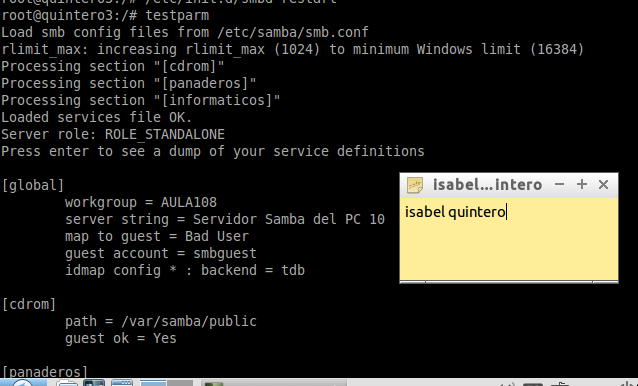 root@quintero3:/# /etc/init.d/smbd restart
root@quintero3:/# testparm
Load smb config files from /etc/samba/smb.conf
rlimit_max: increasing rlimit_max (1024) to minimum Windows limit (16384)
Processing section "[cdrom]"
Processing section "[panaderos]"
Processing section "[informaticos]"
Loaded services file OK.
Server role: ROLE_STANDALONE
Press enter to see a dump of your service definitions
[global]
workgroup = AULA108
server string = Servidor Samba del PC 10
map to guest = Bad User
guest account = smbguest
idmap config * : backend = tdb
isabel...intero
isabel quintero
[cdrom]
path = /var/samba/public
guest ok = Yes
[panaderos]